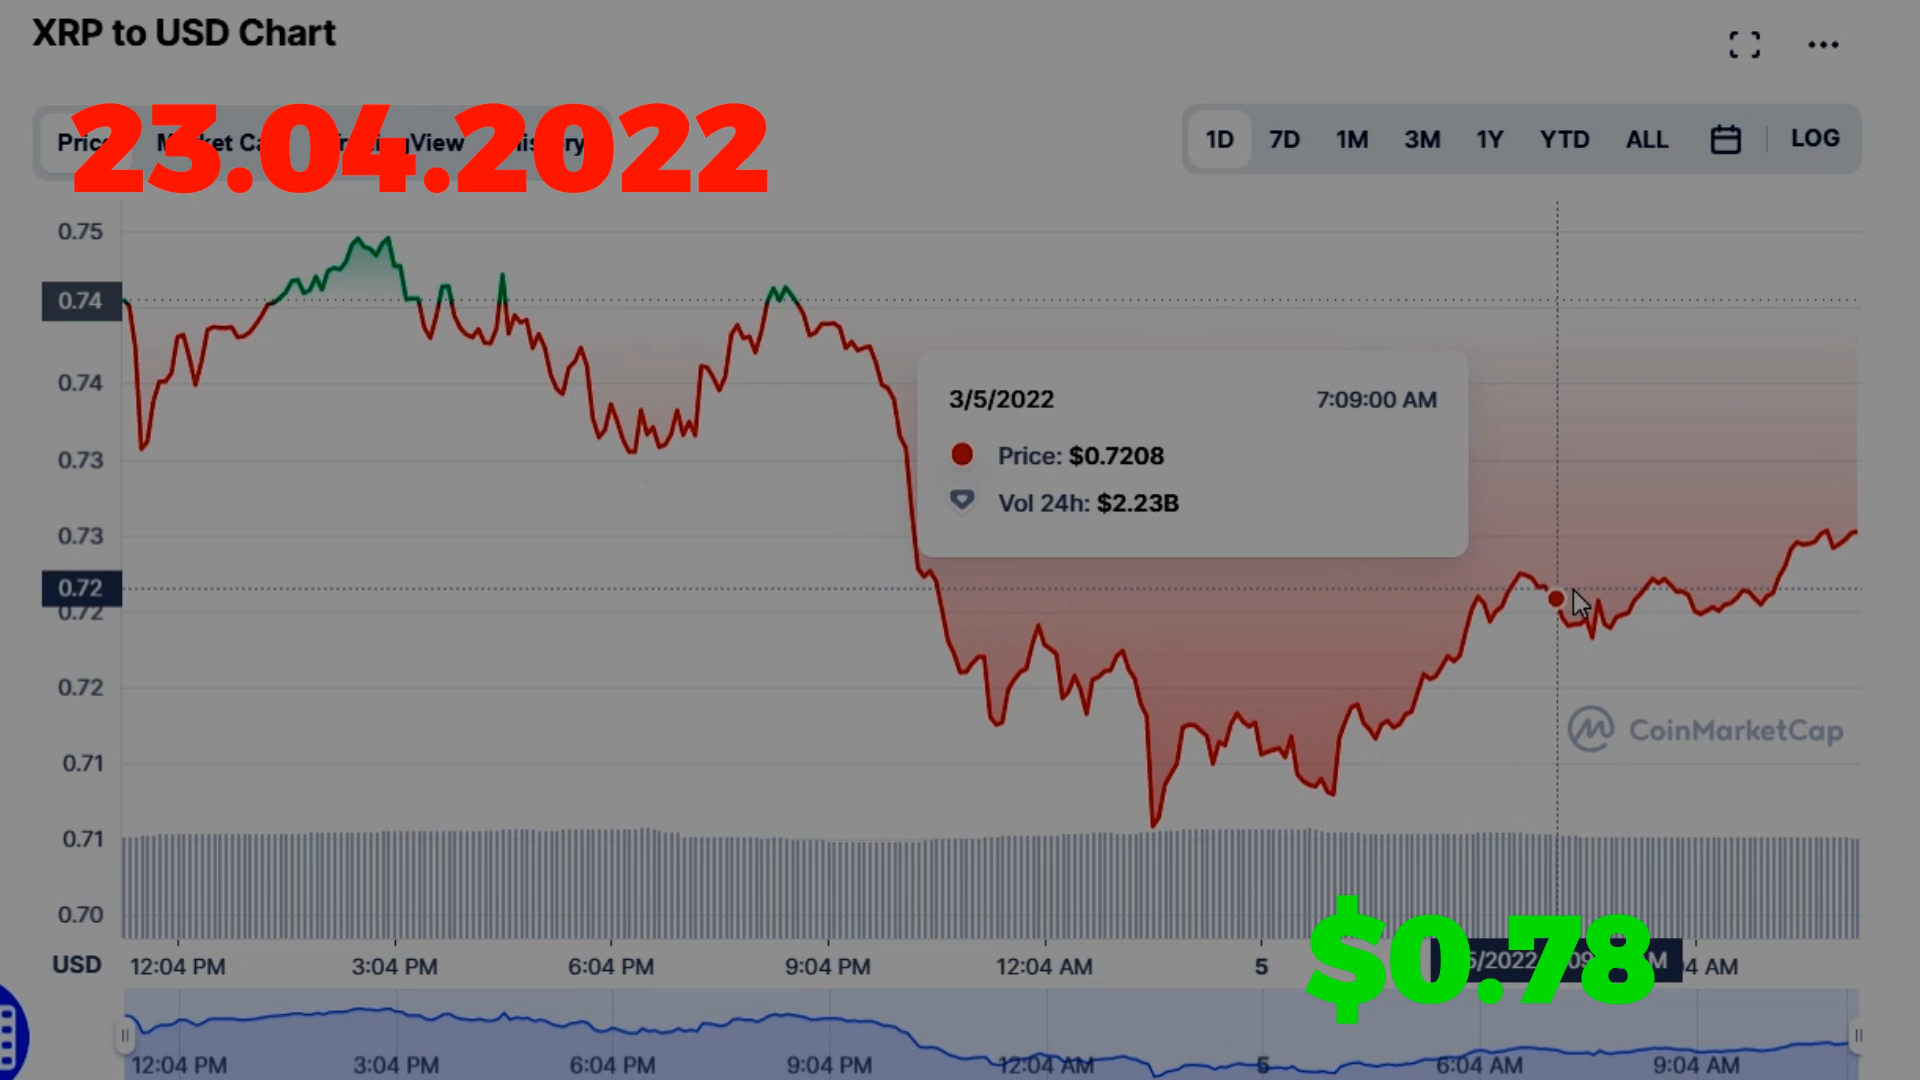 XRP to USD Chart
23.04.2022
1D 7D 1M 3M 1Y YTD ALL LOG
0.75
0.74
0.74
0.73
0.73
0.72
0.72
0.72
0.71
0.71
0.70
3/5/2022 7:09:00 AM
Price: $0.7208
Vol 24h: $2.23B
CoinMarketCap
$0.78
USD 12:04 PM 3:04 PM 6:04 PM 9:04 PM 12:04 AM 5
12:04 PM 3:04 PM 6:04 PM 9:04 PM 12:04 AM 5 6:04 AM 9:04 AM